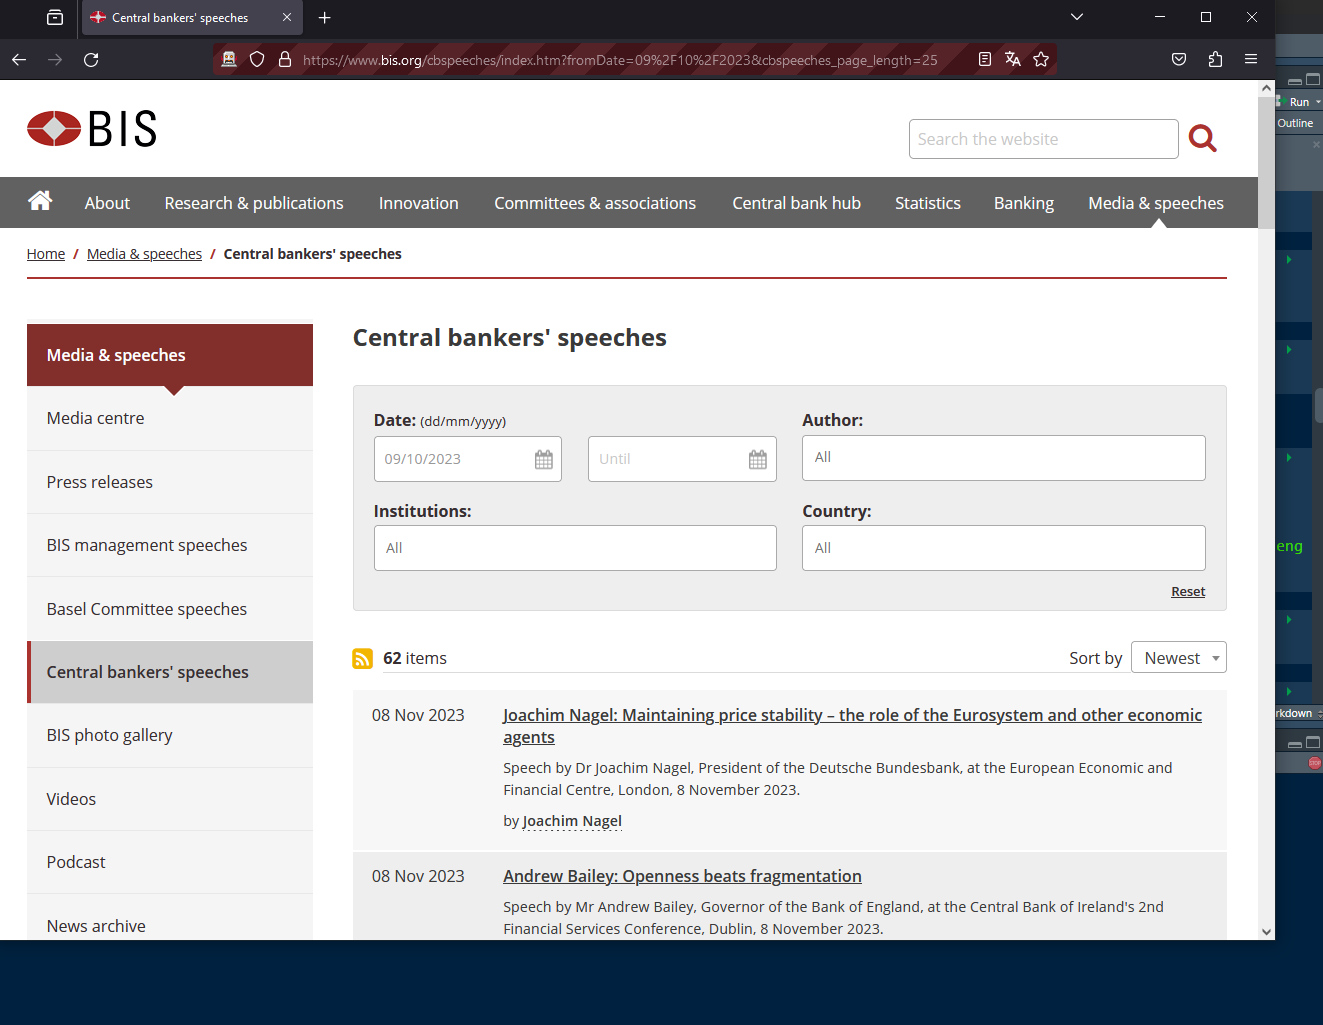 Central bankers' speeches
https://www.bis.org/cbspeeches/index.htm?fromDate=09%2F10%2F2023&cbspeeches_page_length=25
Run
Outline
BIS
Search the website
About Research & publications Innovation Committees & associations Central bank hub Statistics Banking Media & speeches
Home / Media & speeches / Central bankers' speeches
Media & speeches
Media centre
Press releases
BIS management speeches
Basel Committee speeches
Central bankers' speeches
BIS photo gallery
Videos
Podcast
News archive
Central bankers' speeches
Date: (dd/mm/yyyy)
09/10/2023
Until
Author:
All
Institutions:
All
Country:
All
Reset
62 items
Sort by Newest
08 Nov 2023
Joachim Nagel: Maintaining price stability – the role of the Eurosystem and other economic
agents
Speech by Dr Joachim Nagel, President of the Deutsche Bundesbank, at the European Economic and
Financial Centre, London, 8 November 2023.
by Joachim Nagel
08 Nov 2023
Andrew Bailey: Openness beats fragmentation
Speech by Mr Andrew Bailey, Governor of the Bank of England, at the Central Bank of Ireland's 2nd
Financial Services Conference, Dublin, 8 November 2023.
eng
rkdown
STOP